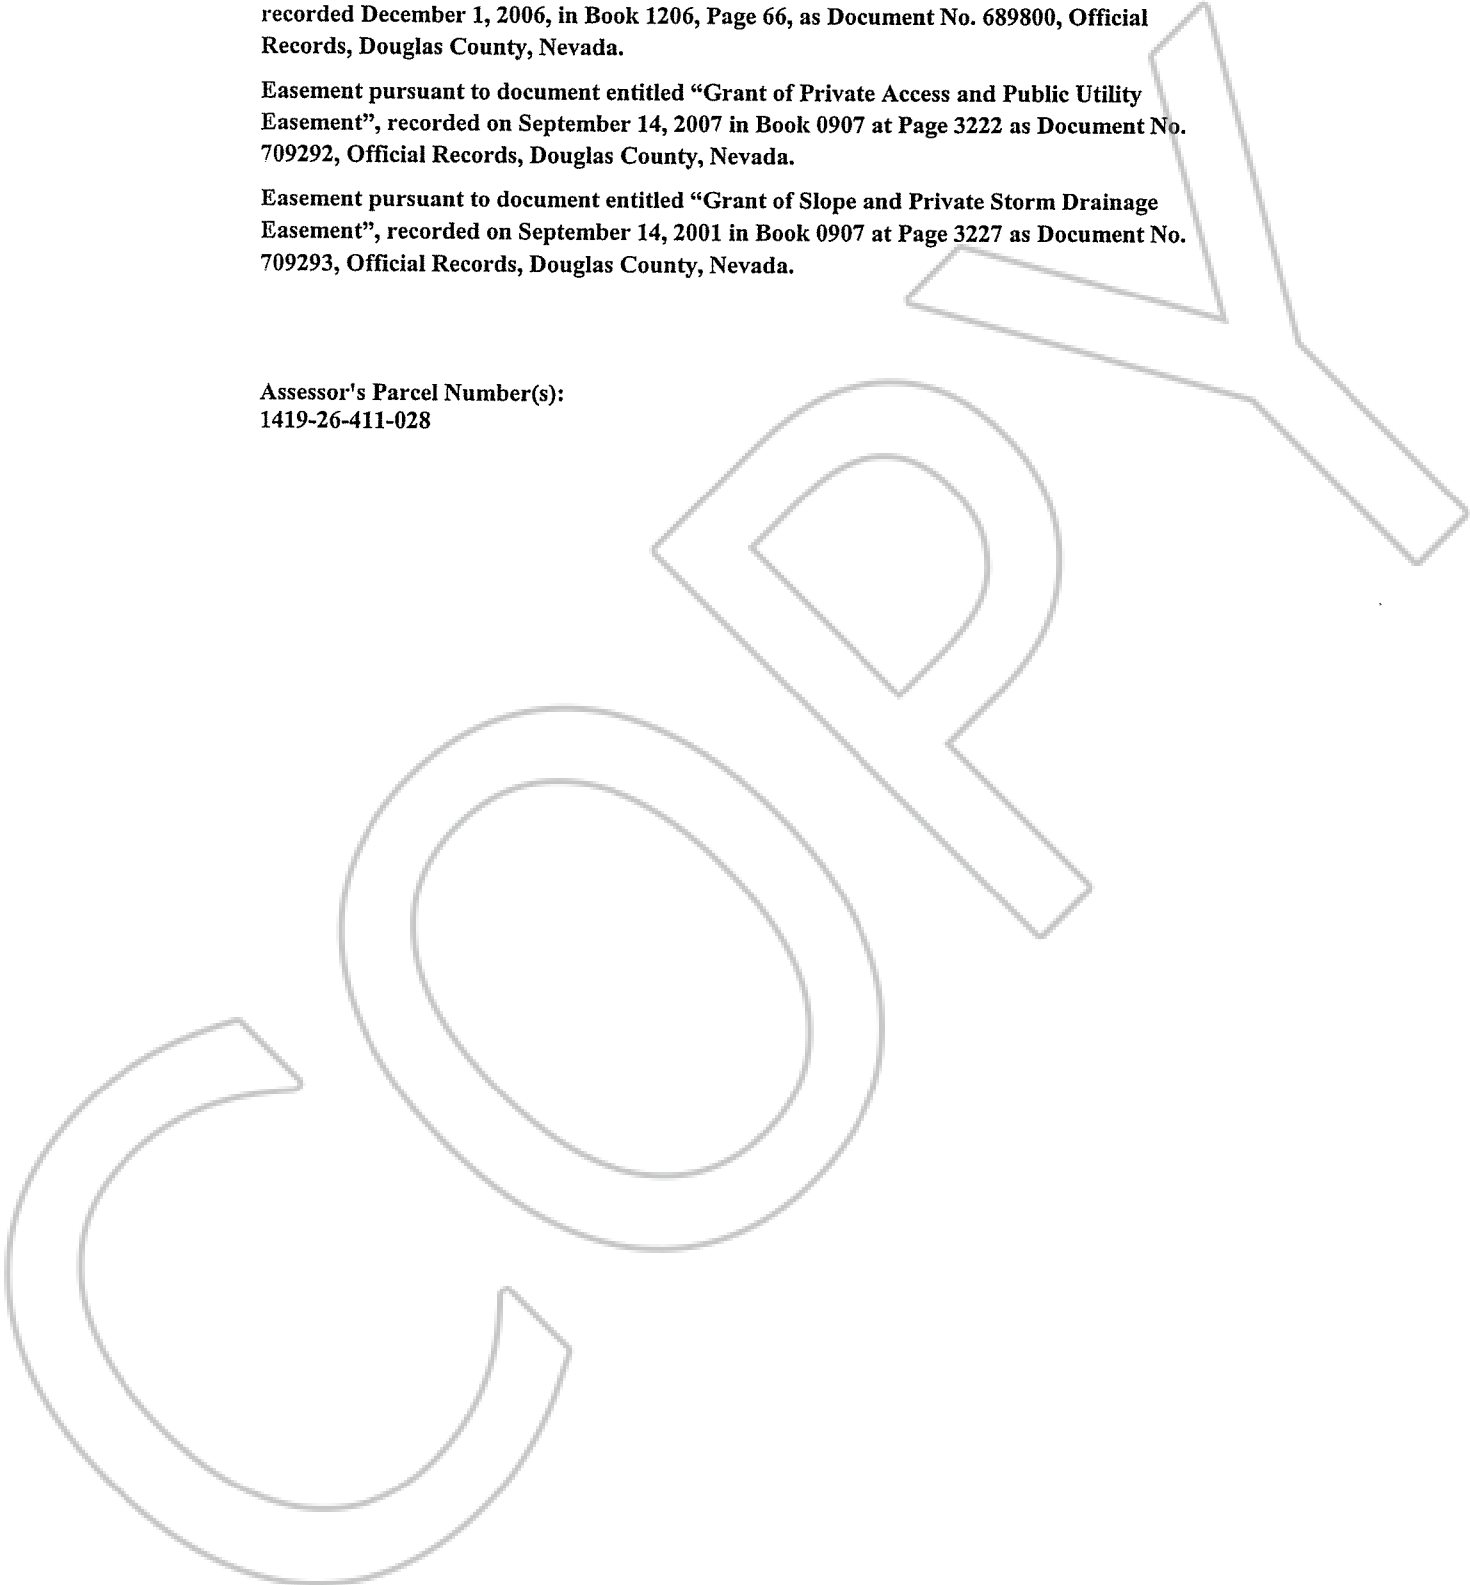 recorded December 1, 2006, in Book 1206, Page 66, as Document No. 689800, Official
Records, Douglas County, Nevada.
Easement pursuant to document entitled “Grant of Private Access and Public Utility
Easement”, recorded on September 14, 2007 in Book 0907 at Page 3222 as Document No.
709292, Official Records, Douglas County, Nevada.
Easement pursuant to document entitled “Grant of Slope and Private Storm Drainage
Easement”, recorded on September 14, 2001 in Book 0907 at Page 3227 as Document No.
709293, Official Records, Douglas County, Nevada.
Assessor's Parcel Number(s):
1419-26-411-028
COPY